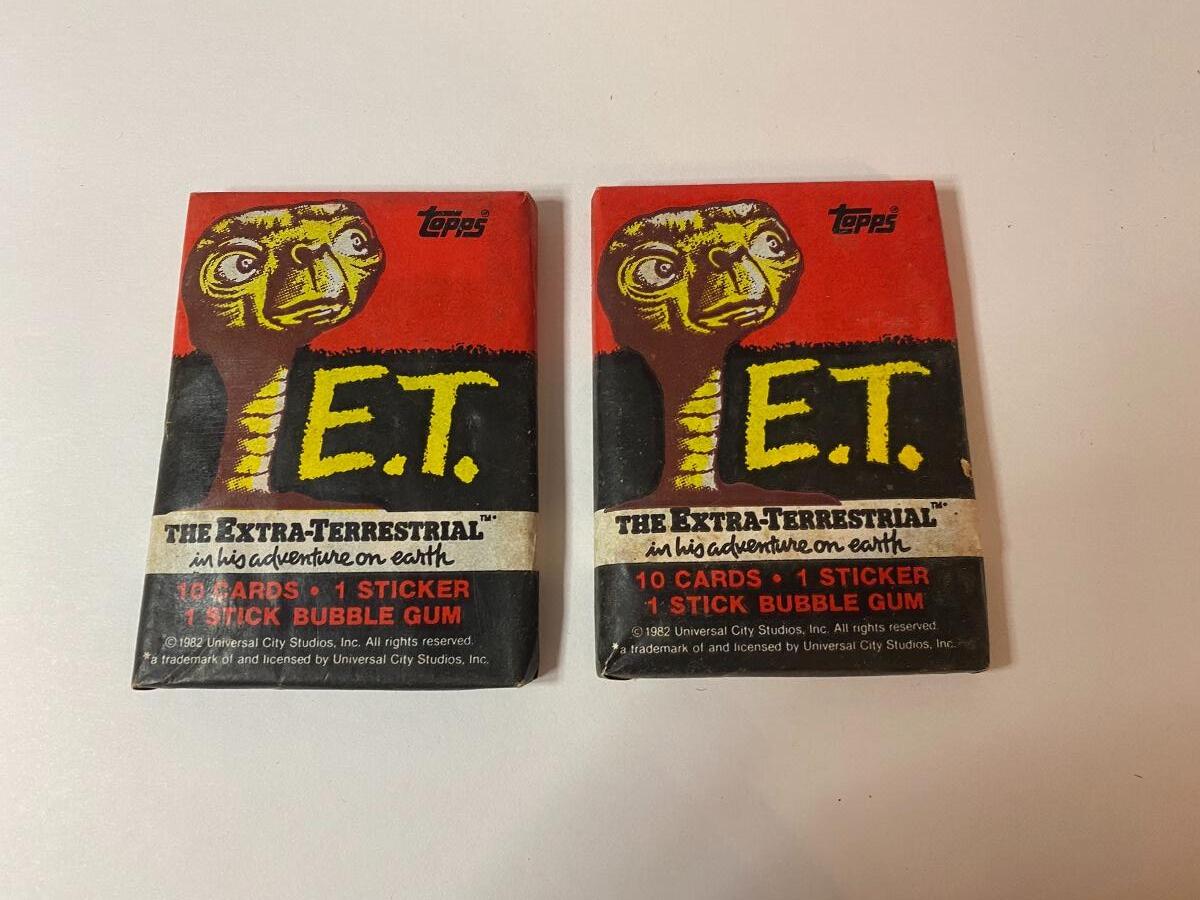 topps®
E.T.
THE EXTRA-TERRESTRIAL™*
in his adventure on earth
10 CARDS • 1 STICKER
1 STICK BUBBLE GUM
©1982 Universal City Studios, Inc. All rights reserved.
*a trademark of and licensed by Universal City Studios, Inc.
topps®
E.T.
THE EXTRA-TERRESTRIAL™*
in his adventure on earth
10 CARDS • 1 STICKER
1 STICK BUBBLE GUM
©1982 Universal City Studios, Inc. All rights reserved.
*a trademark of and licensed by Universal City Studios, Inc.